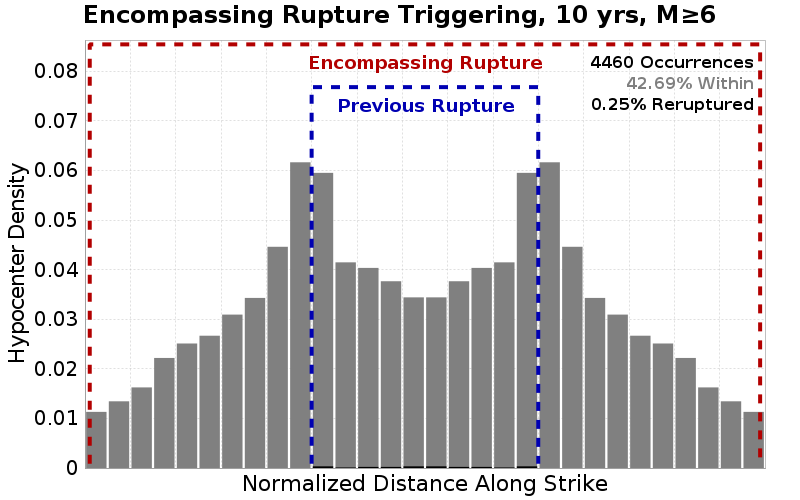 Encompassing Rupture Triggering, 10 yrs, M≥6
Encompassing Rupture
Previous Rupture
4460 Occurrences
42.69% Within
0.25% Reruptured
Hypocenter Density
0.08
0.07
0.06
0.05
0.04
0.03
0.02
0.01
0
Normalized Distance Along Strike